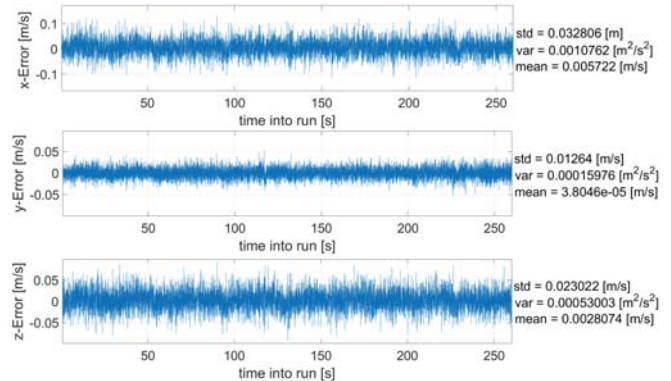 x-Error [m/s]
0.1
0
-0.1
50 100 150 200 250
time into run [s]
std = 0.032806 [m]
var = 0.0010762 [m²/s²]
mean = 0.005722 [m/s]
y-Error [m/s]
0.05
0
-0.05
50 100 150 200 250
time into run [s]
std = 0.01264 [m/s]
var = 0.00015976 [m²/s²]
mean = 3.8046e-05 [m/s]
z-Error [m/s]
0.05
0
-0.05
50 100 150 200 250
time into run [s]
std = 0.023022 [m/s]
var = 0.00053003 [m²/s²]
mean = 0.0028074 [m/s]